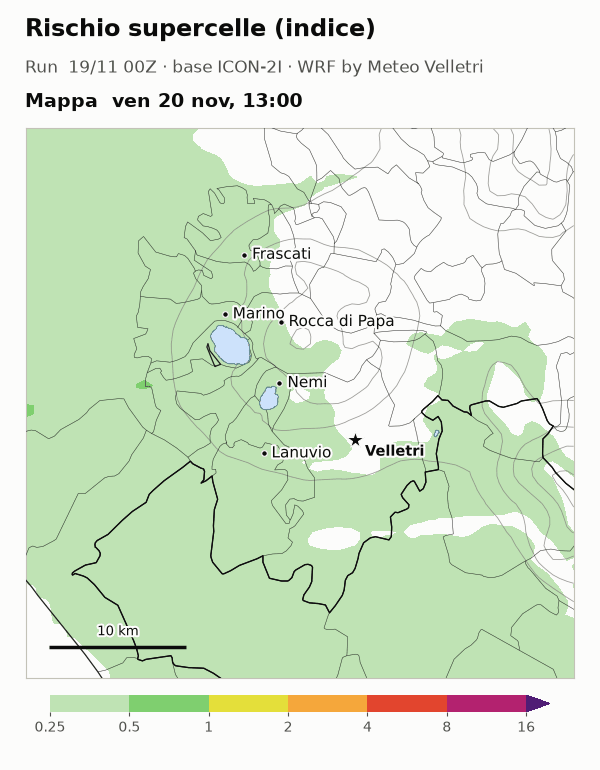 Rischio supercelle (indice)
Run 19/11 00Z · base ICON-2I · WRF by Meteo Velletri
Mappa ven 20 nov, 13:00
Frascati
Marino
Rocca di Papa
Nemi
Velletri
Lanuvio
10 km
0.25 0.5 1 2 4 8 16